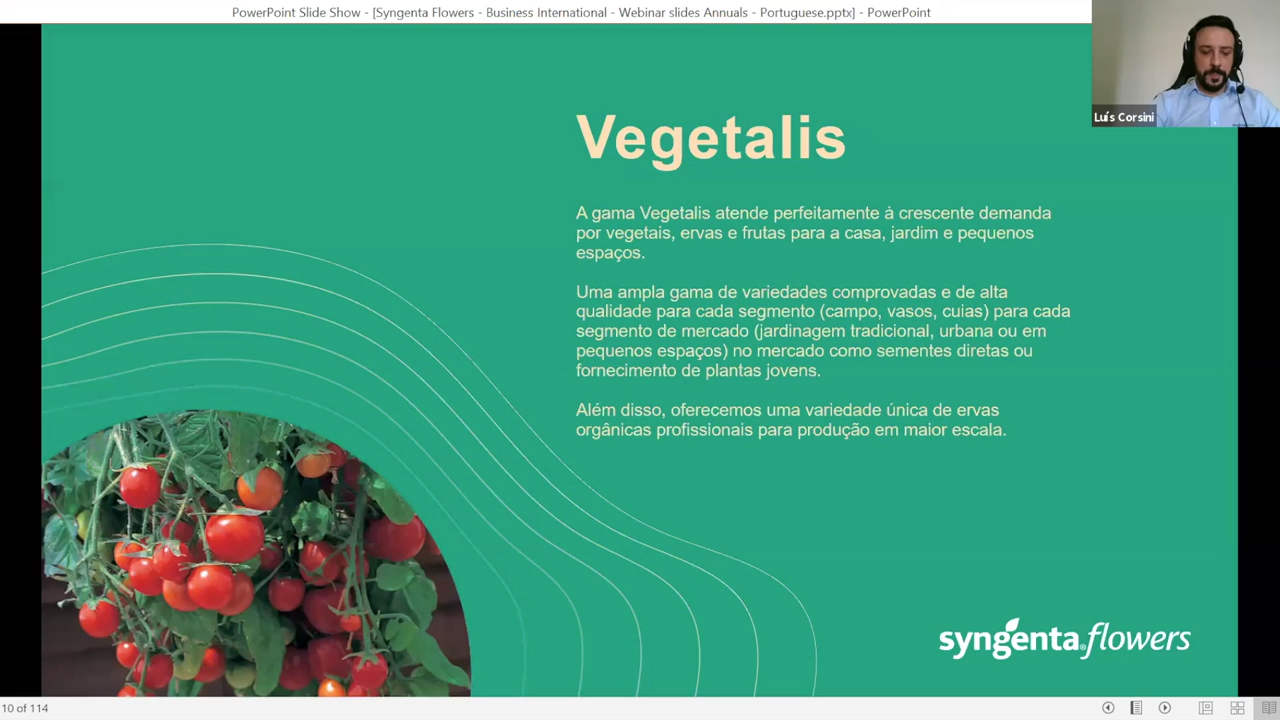 PowerPoint Slide Show - [Syngenta Flowers - Business International - Webinar slides Annuals - Portuguese.pptx] - PowerPoint
Luís Corsini
Vegetalis
A gama Vegetalis atende perfeitamente à crescente demanda
por vegetais, ervas e frutas para a casa, jardim e pequenos
espaços.
Uma ampla gama de variedades comprovadas e de alta
qualidade para cada segmento (campo, vasos, cuias) para cada
segmento de mercado (jardinagem tradicional, urbana ou em
pequenos espaços) no mercado como sementes diretas ou
fornecimento de plantas jovens.
Além disso, oferecemos uma variedade única de ervas
orgânicas profissionais para produção em maior escala.
syngenta® flowers
10 of 114